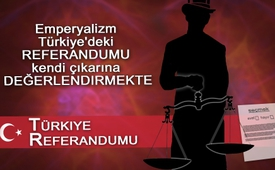 Emperyalizm
Türkiye'deki
REFERANDUMU
kendi çıkarına
DEĞERLENDİRMEKTE
TÜRKİYE
REFERANDUMU